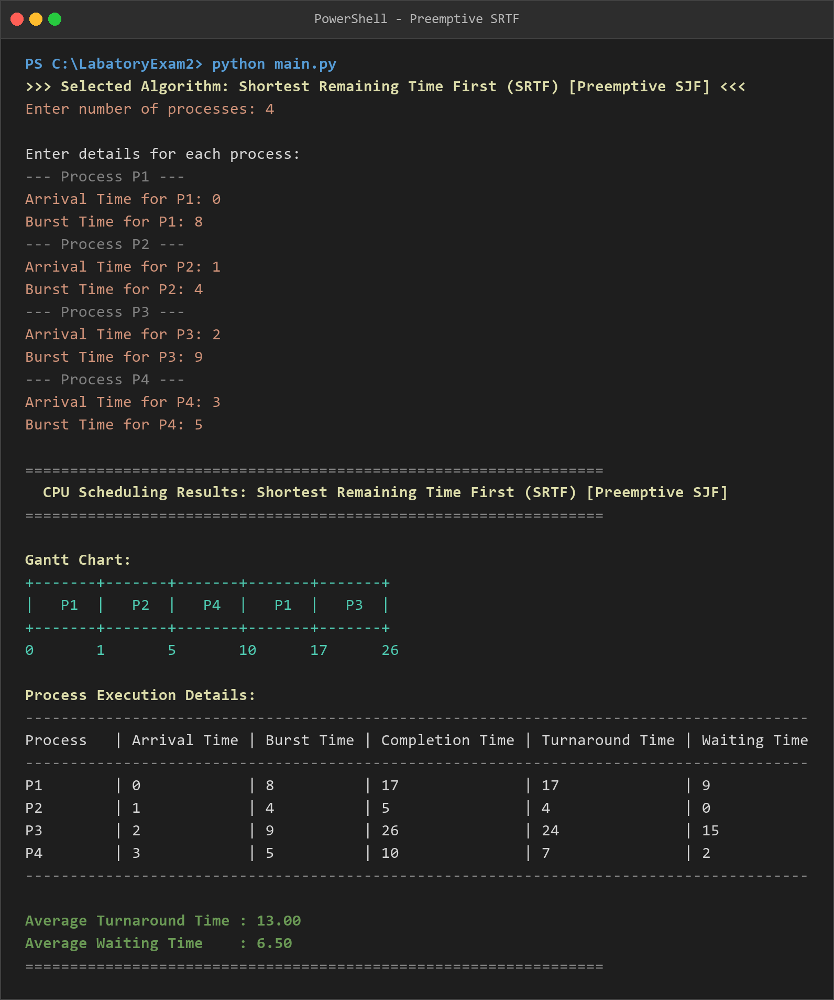 PowerShell - Preemptive SRTF
PS C:\LabatoryExam2> python main.py
>>> Selected Algorithm: Shortest Remaining Time First (SRTF) [Preemptive SJF] <<<
Enter number of processes: 4
Enter details for each process:
--- Process P1 ---
Arrival Time for P1: 0
Burst Time for P1: 8
--- Process P2 ---
Arrival Time for P2: 1
Burst Time for P2: 4
--- Process P3 ---
Arrival Time for P3: 2
Burst Time for P3: 9
--- Process P4 ---
Arrival Time for P4: 3
Burst Time for P4: 5
=================================================================
  CPU Scheduling Results: Shortest Remaining Time First (SRTF) [Preemptive SJF]
=================================================================
Gantt Chart:
+-------+-------+-------+-------+-------+
|   P1  |   P2  |   P4  |   P1  |   P3  |
+-------+-------+-------+-------+-------+
0       1       5       10      17      26
Process Execution Details:
----------------------------------------------------------------------------------------
Process   | Arrival Time | Burst Time | Completion Time | Turnaround Time | Waiting Time
----------------------------------------------------------------------------------------
P1        | 0            | 8          | 17              | 17              | 9
P2        | 1            | 4          | 5               | 4               | 0
P3        | 2            | 9          | 26              | 24              | 15
P4        | 3            | 5          | 10              | 7               | 2
----------------------------------------------------------------------------------------
Average Turnaround Time : 13.00
Average Waiting Time    : 6.50
=================================================================